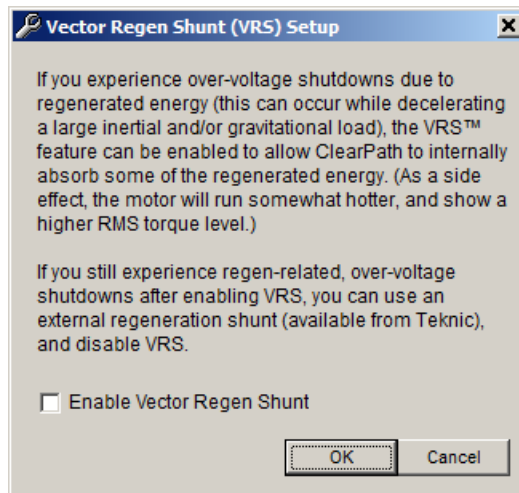 Vector Regen Shunt (VRS) Setup
If you experience over-voltage shutdowns due to
regenerated energy (this can occur while decelerating
a large inertial and/or gravitational load), the VRS™
feature can be enabled to allow ClearPath to internally
absorb some of the regenerated energy. (As a side
effect, the motor will run somewhat hotter, and show a
higher RMS torque level.)
If you still experience regen-related, over-voltage
shutdowns after enabling VRS, you can use an
external regeneration shunt (available from Teknic),
and disable VRS.
Enable Vector Regen Shunt
OK Cancel